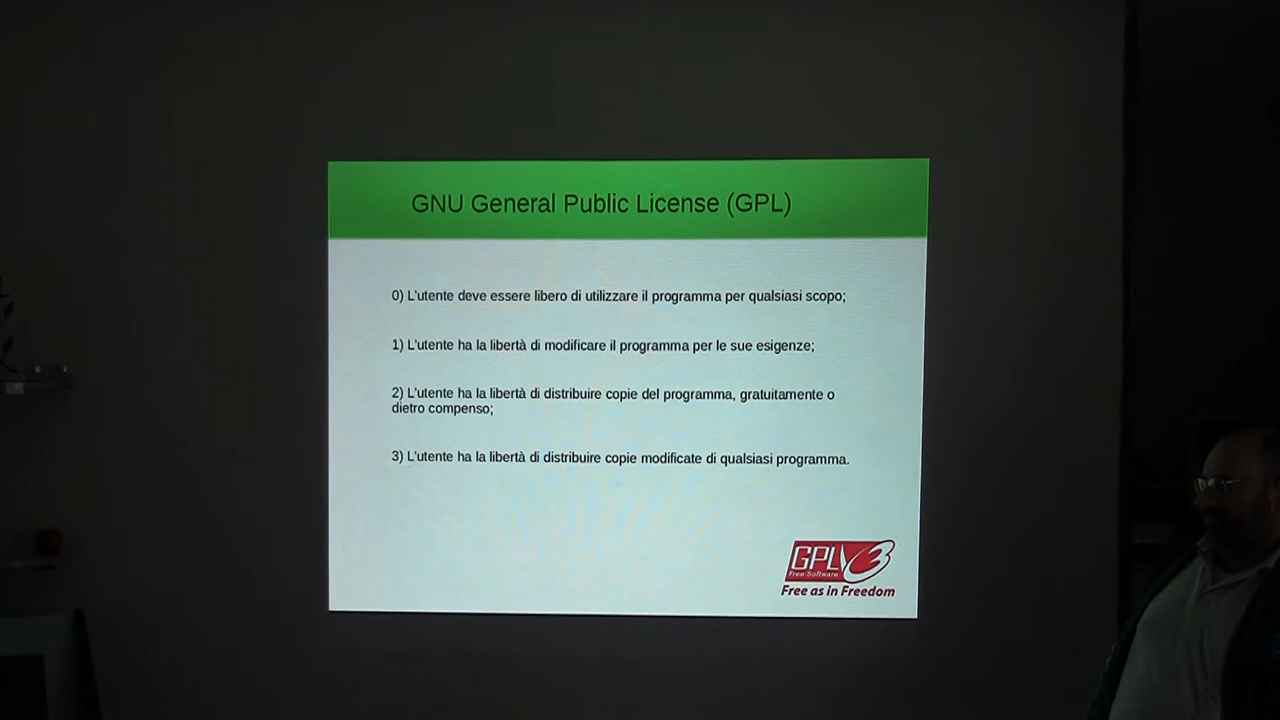 GNU General Public License (GPL)
0) L'utente deve essere libero di utilizzare il programma per qualsiasi scopo;
1) L'utente ha la libertà di modificare il programma per le sue esigenze;
2) L'utente ha la libertà di distribuire copie del programma, gratuitamente o
dietro compenso;
3) L'utente ha la libertà di distribuire copie modificate di qualsiasi programma.
GPLV3
Free Software
Free as in Freedom